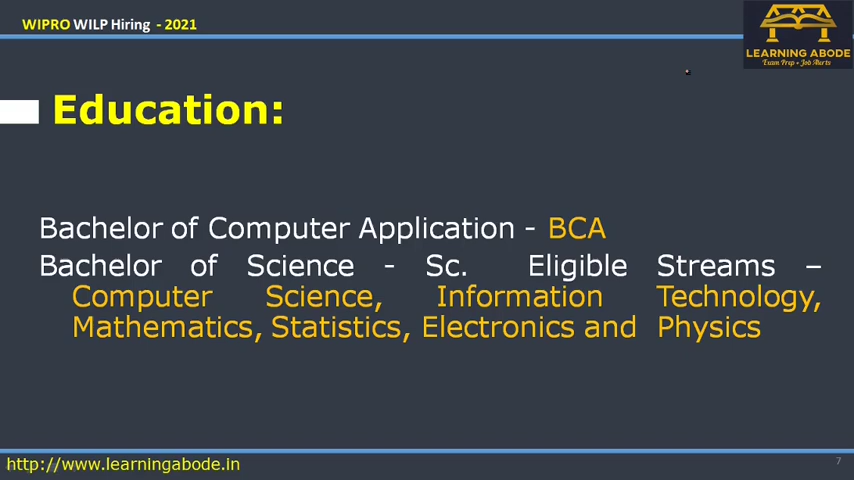 WIPRO WILP Hiring - 2021
LEARNING ABODE
Exam Prep - Job Alerts
Education:
Bachelor of Computer Application - BCA
Bachelor of Science - Sc. Eligible Streams –
Computer Science, Information Technology,
Mathematics, Statistics, Electronics and Physics
http://www.learningabode.in
7